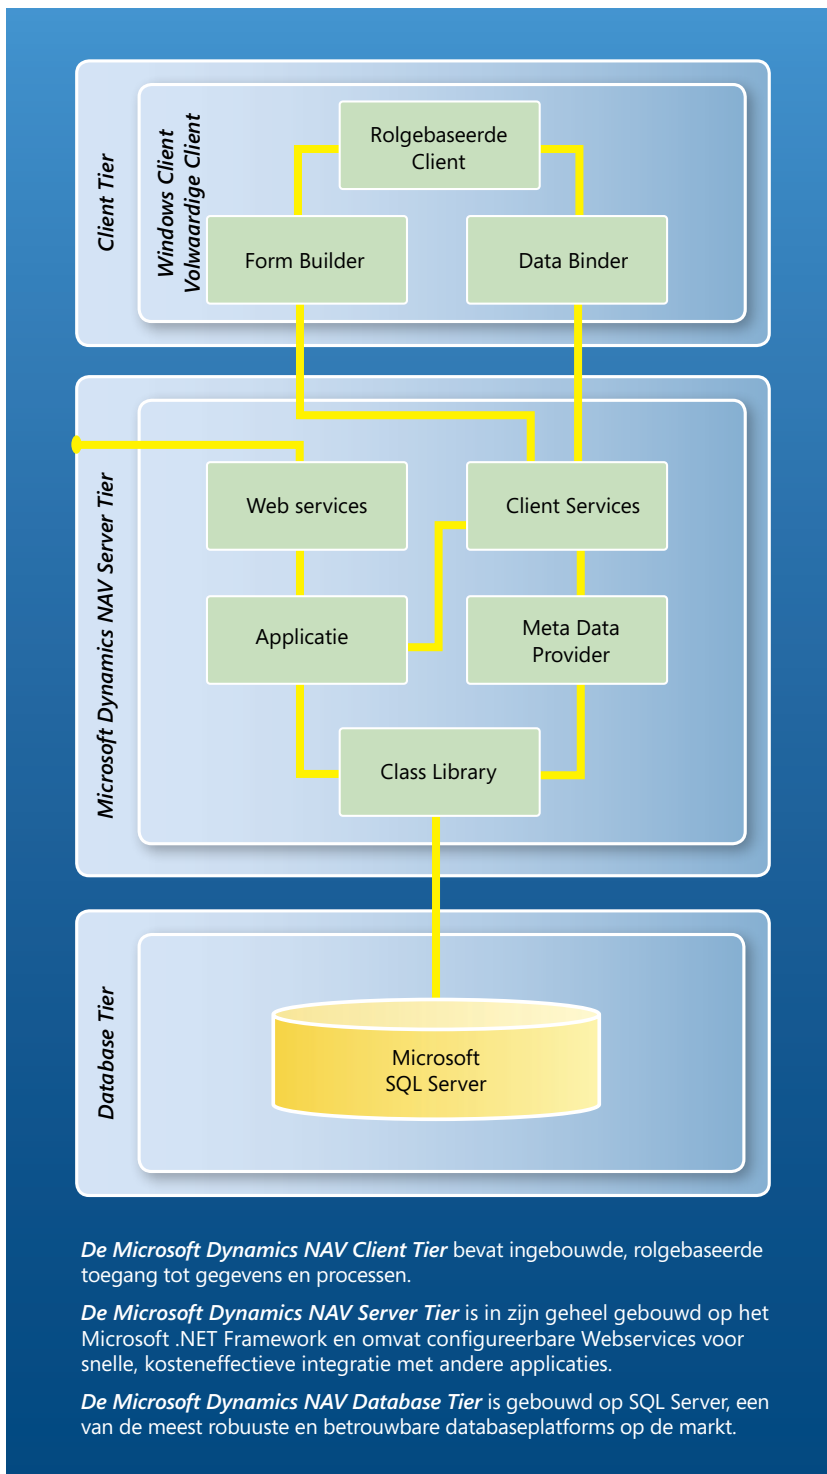 Client Tier
Windows Client
Volwaardige Client
Rolgebaseerde
Client
Form Builder
Data Binder
Microsoft Dynamics NAV Server Tier
Web services
Client Services
Applicatie
Meta Data
Provider
Class Library
Database Tier
Microsoft
SQL Server
De Microsoft Dynamics NAV Client Tier bevat ingebouwde, rolgebaseerde
toegang tot gegevens en processen.
De Microsoft Dynamics NAV Server Tier is in zijn geheel gebouwd op het
Microsoft .NET Framework en omvat configureerbare Webservices voor
snelle, kosteneffectieve integratie met andere applicaties.
De Microsoft Dynamics NAV Database Tier is gebouwd op SQL Server, een
van de meest robuuste en betrouwbare databaseplatforms op de markt.